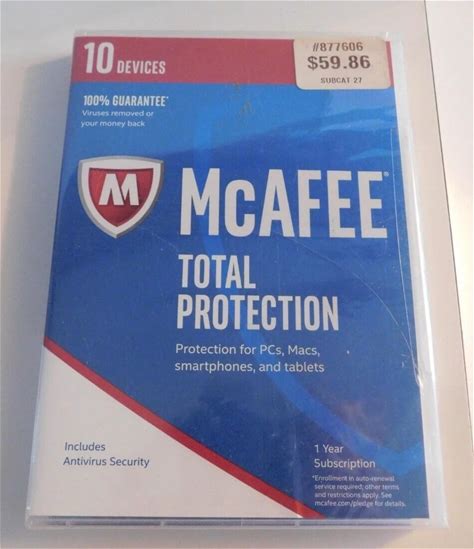 10 DEVICES
#877606
$59.86
SUBCAT 27
100% GUARANTEE*
Viruses removed or
your money back
M
McAFEE®
TOTAL
PROTECTION
Protection for PCs, Macs,
smartphones, and tablets
Includes
Antivirus Security
1 Year
Subscription
*Enrollment in auto-renewal
service required; other terms
and restrictions apply. See
mcafee.com/pledge for details.